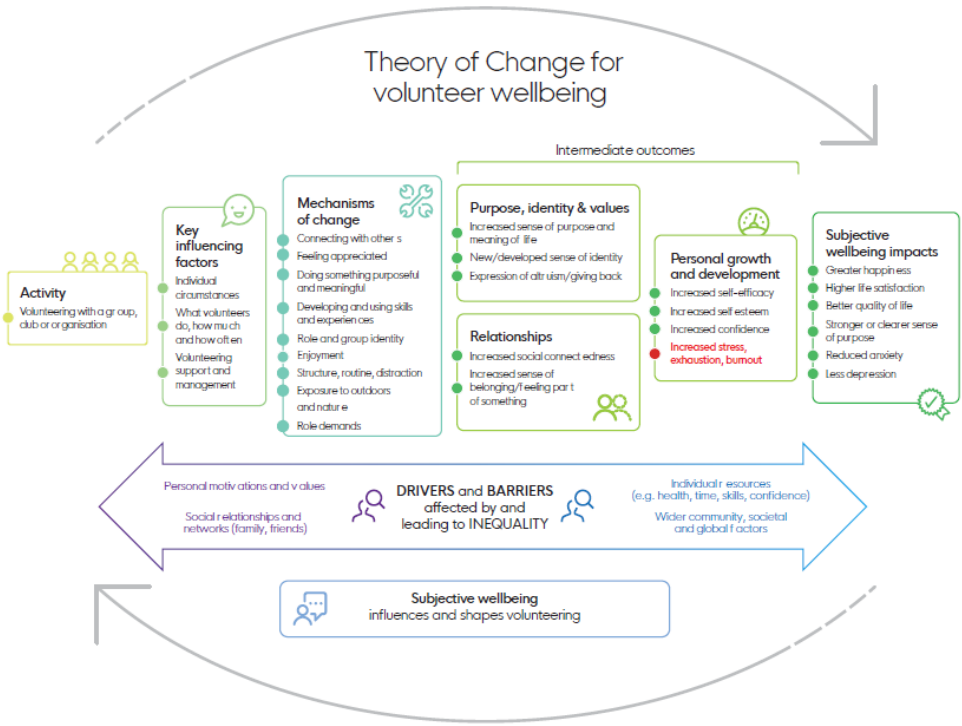 Theory of Change for
volunteer wellbeing
Intermediate outcomes
Activity
Volunteering with a group,
club or organisation
Key
influencing
factors
Individual
circumstances
What volunteers
do, how much
and how often
Volunteering
support and
management
Mechanisms
of change
Connecting with others
Feeling appreciated
Doing something purposeful
and meaningful
Developing and using skills
and experiences
Role and group identity
Enjoyment
Structure, routine, distraction
Exposure to outdoors
and nature
Role demands
Purpose, identity & values
Increased sense of purpose and
meaning of life
New/developed sense of identity
Expression of altruism/giving back
Relationships
Increased social connectedness
Increased sense of
belonging/feeling part
of something
Personal growth
and development
Increased self-efficacy
Increased self esteem
Increased confidence
Increased stress,
exhaustion, burnout
Subjective
wellbeing impacts
Greater happiness
Higher life satisfaction
Better quality of life
Stronger or clearer sense
of purpose
Reduced anxiety
Less depression
Personal motivations and values
Social relationships and
networks (family, friends)
DRIVERS and BARRIERS
affected by and
leading to INEQUALITY
Individual resources
(e.g. health, time, skills, confidence)
Wider community, societal
and global factors
Subjective wellbeing
influences and shapes volunteering